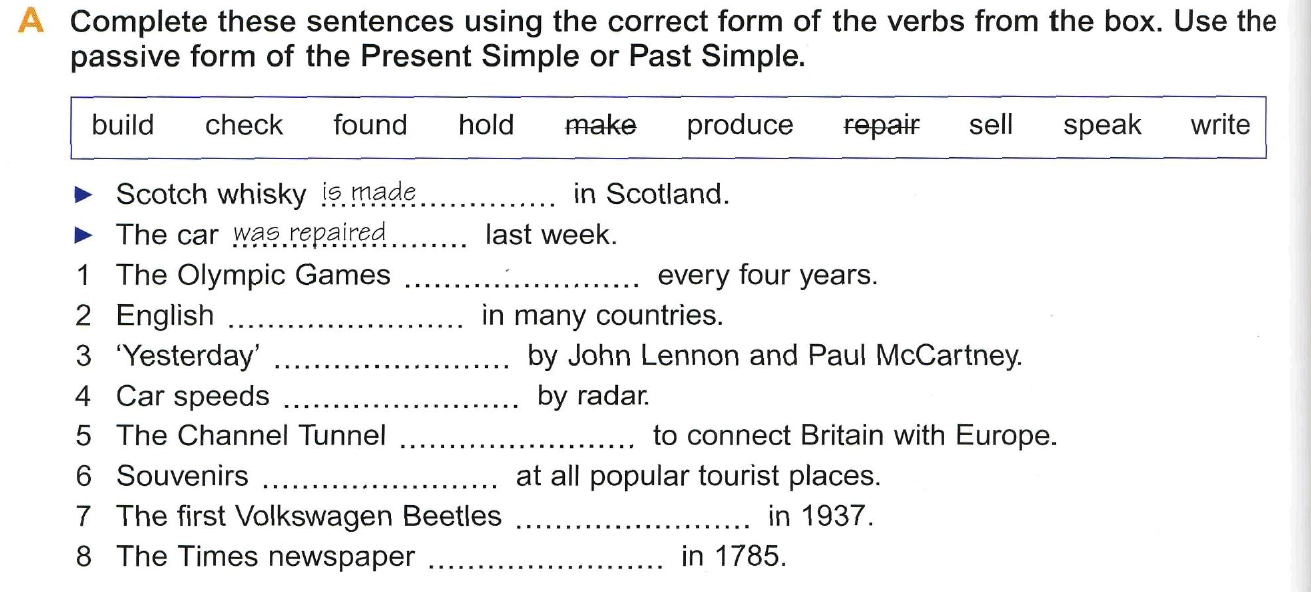 A Complete these sentences using the correct form of the verbs from the box. Use the
passive form of the Present Simple or Past Simple.
build check found hold make produce repair sell speak write
► Scotch whisky is made.............. in Scotland.
► The car was repaired........ last week.
1 The Olympic Games ........................ every four years.
2 English ........................ in many countries.
3 ‘Yesterday’ ........................ by John Lennon and Paul McCartney.
4 Car speeds ........................ by radar.
5 The Channel Tunnel ........................ to connect Britain with Europe.
6 Souvenirs ........................ at all popular tourist places.
7 The first Volkswagen Beetles ........................ in 1937.
8 The Times newspaper ........................ in 1785.